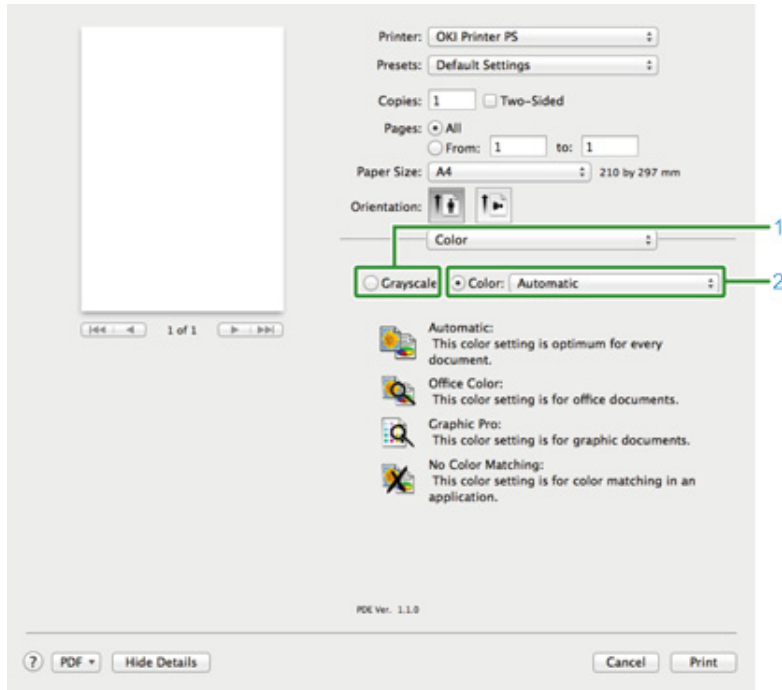 Printer: OKI Printer PS
Presets: Default Settings
Copies: 1 Two-Sided
Pages: All
From: 1 to: 1
Paper Size: A4 210 by 297 mm
Orientation:
Color
1
Grayscale Color: Automatic
2
1 of 1
Automatic:
This color setting is optimum for every
document.
Office Color:
This color setting is for office documents.
Graphic Pro:
This color setting is for graphic documents.
No Color Matching:
This color setting is for color matching in an
application.
PDE Ver. 1.1.0
? PDF Hide Details Cancel Print